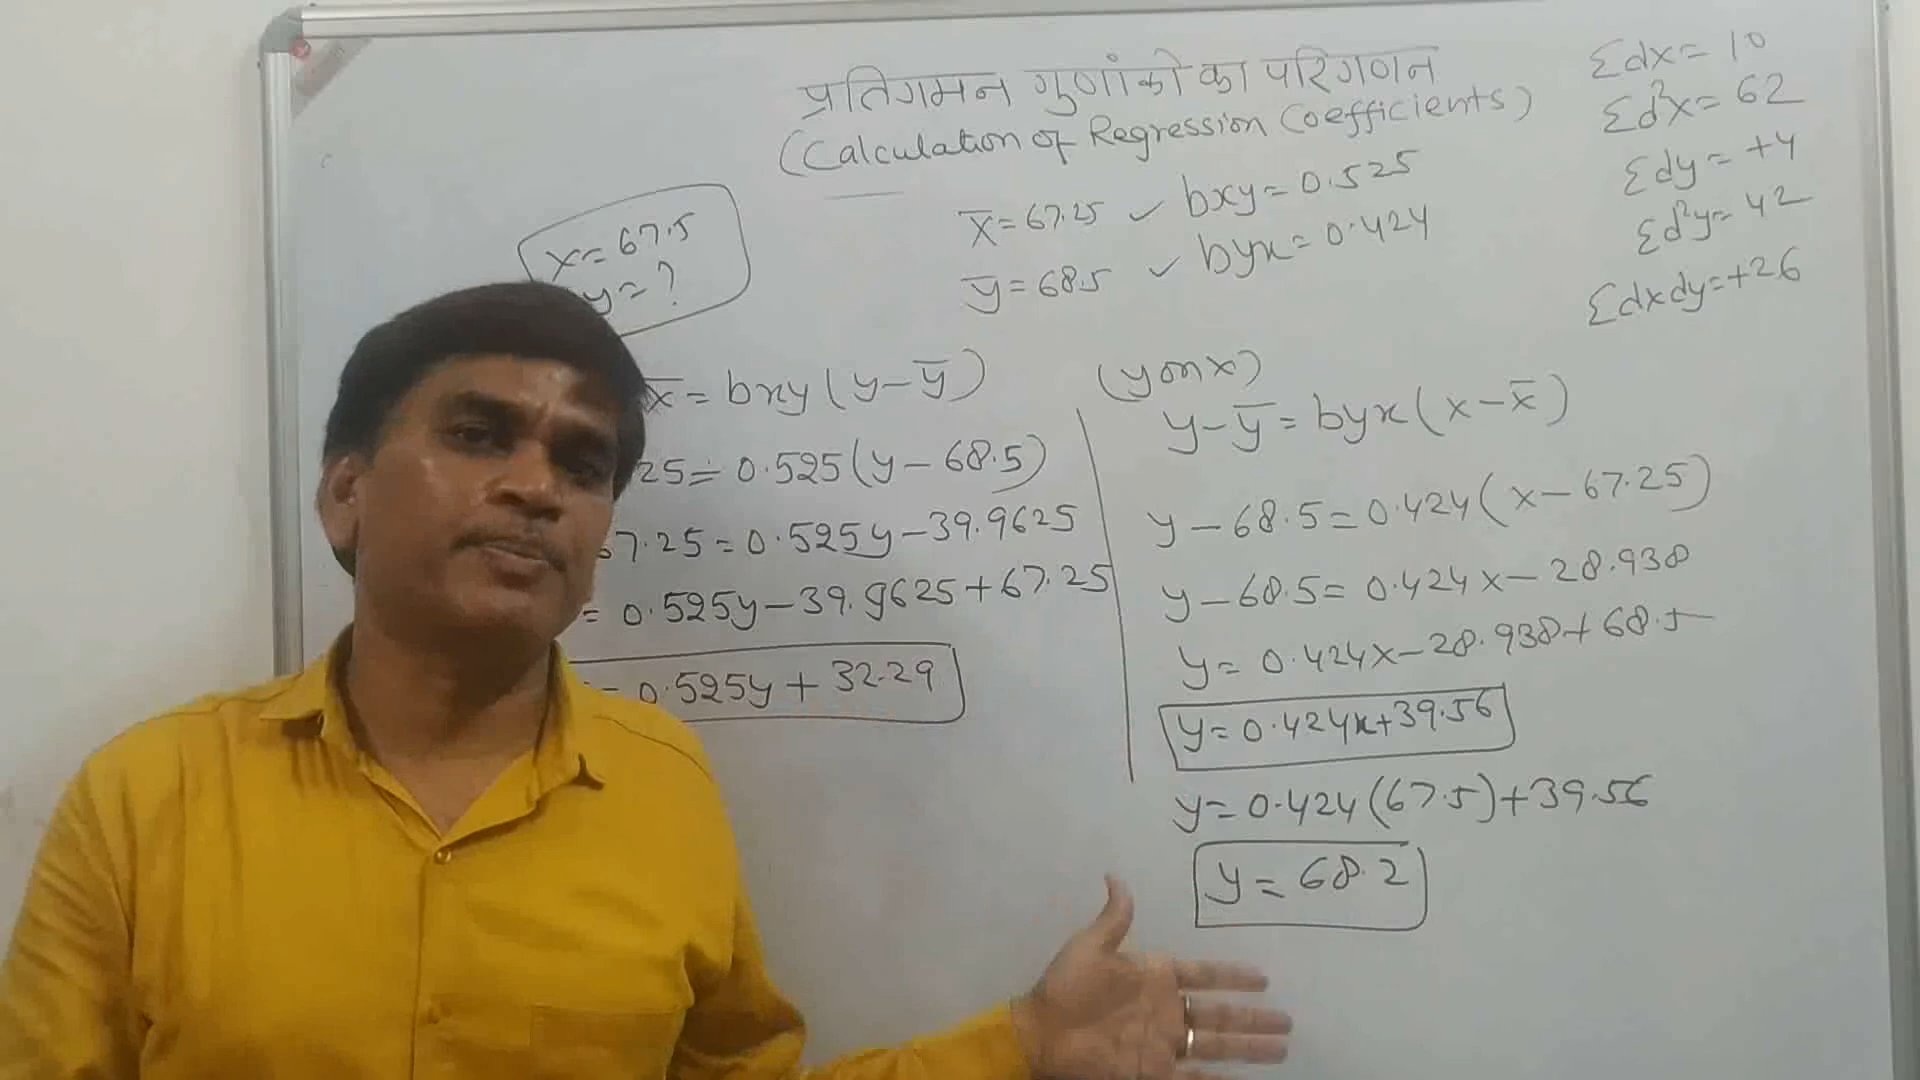 प्रतिगमन गुणांको का परिगणन
(Calculation of Regression Coefficients)
Σdx = 10
Σd²x = 62
Σdy = +4
Σd²y = 42
Σdxdy = +26
x = 67.5
y = ?
x̄ = 67.25 ✓ bxy = 0.525
ȳ = 68.5 ✓ byx = 0.424
x̄ = bxy (y - ȳ)
25 = 0.525 (y - 68.5)
67.25 = 0.525y - 39.9625
= 0.525y - 39.9625 + 67.25
= 0.525y + 32.29
(y on x)
y - ȳ = byx (x - x̄)
y - 68.5 = 0.424 (x - 67.25)
y - 68.5 = 0.424x - 28.938
y = 0.424x - 28.938 + 68.5
y = 0.424x + 39.56
y = 0.424 (67.5) + 39.56
y = 68.2